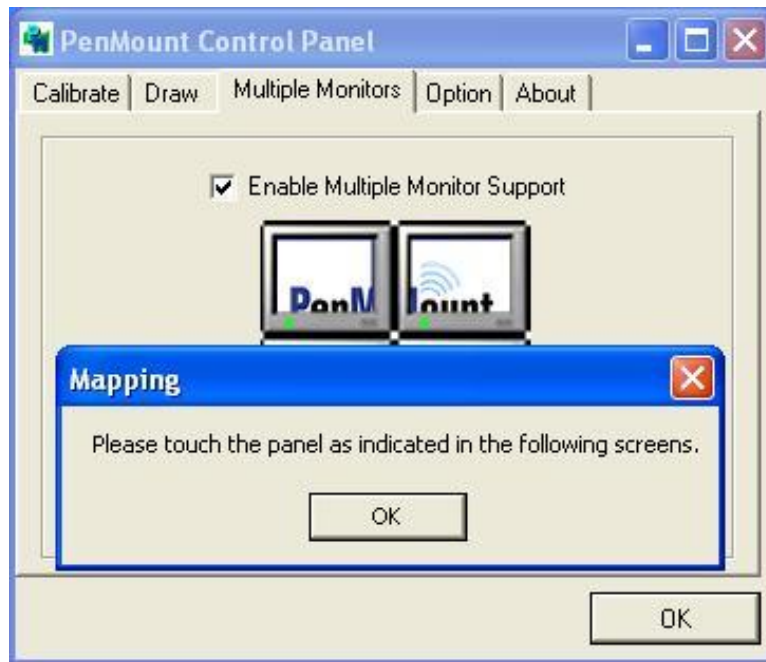 PenMount Control Panel
Calibrate Draw Multiple Monitors Option About
Enable Multiple Monitor Support
PenMount
Mapping
Please touch the panel as indicated in the following screens.
OK
OK